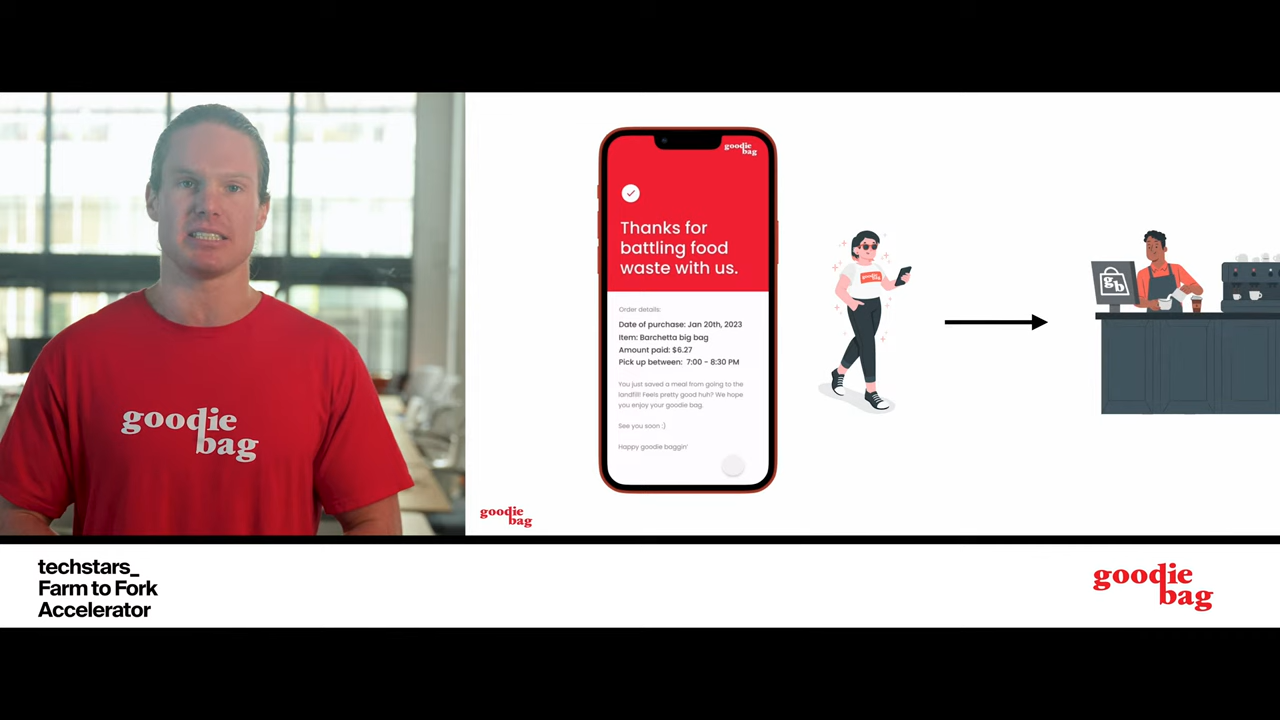 goodie
bag
goodie
bag
Thanks for
battling food
waste with us.
Order details:
Date of purchase: Jan 20th, 2023
Item: Barchetta big bag
Amount paid: $6.27
Pick up between: 7:00 - 8:30 PM
You just saved a meal from going to the
landfill! Feels pretty good huh? We hope
you enjoy your goodie bag.
See you soon :)
Happy goodie baggin'
goodie bag
gb
goodie
bag
techstars_
Farm to Fork
Accelerator
goodie
bag